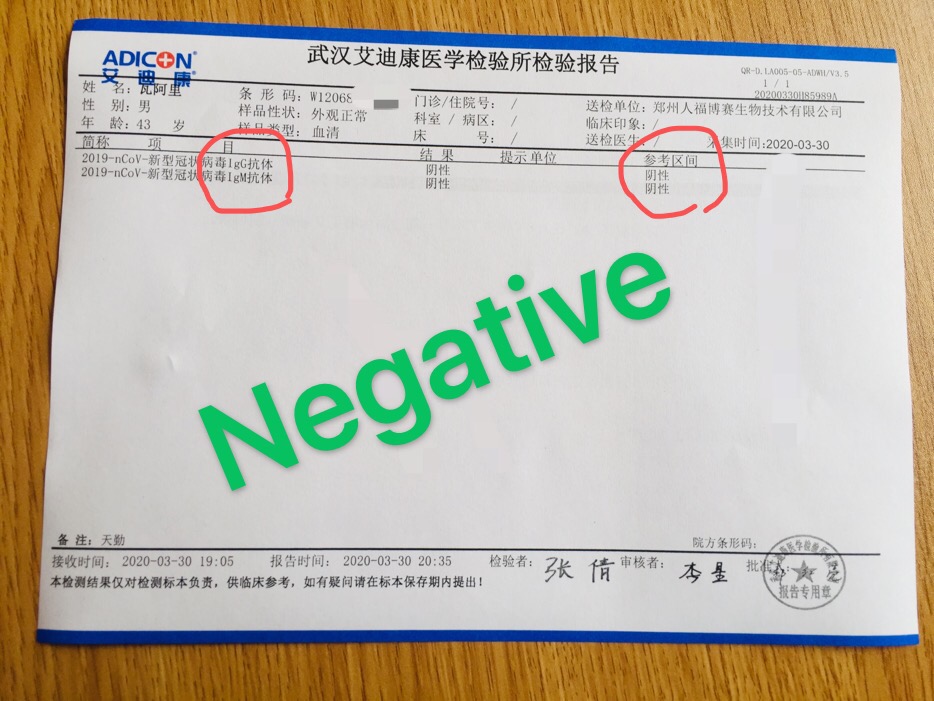 ADICON®
艾迪康
武汉艾迪康医学检验所检验报告
QR-D.LA005-05-ADWH/V3.5
1 / 1
20200330H85989A
姓 名:瓦阿里 条 形 码:W12068 门诊/住院号: / 送检单位:郑州人福博赛生物技术有限公司
性 别:男 样品性状:外观正常 科室 / 病区: / 临床印象:/
年 龄:43 岁 样品类型:血清 床 号: / 送检医生:/ 采集时间:2020-03-30
简称 项 目 结 果 提示 单位 参考区间
2019-nCoV-新型冠状病毒IgG抗体 阴性 阴性
2019-nCoV-新型冠状病毒IgM抗体 阴性 阴性
Negative
备 注: 天勤 院方条形码:
接收时间: 2020-03-30 19:05 报告时间: 2020-03-30 20:35 检验者: 张倩 审核者: 批准
本检测结果仅对检测标本负责,供临床参考,如有疑问请在标本保存期内提出!
报告专用章